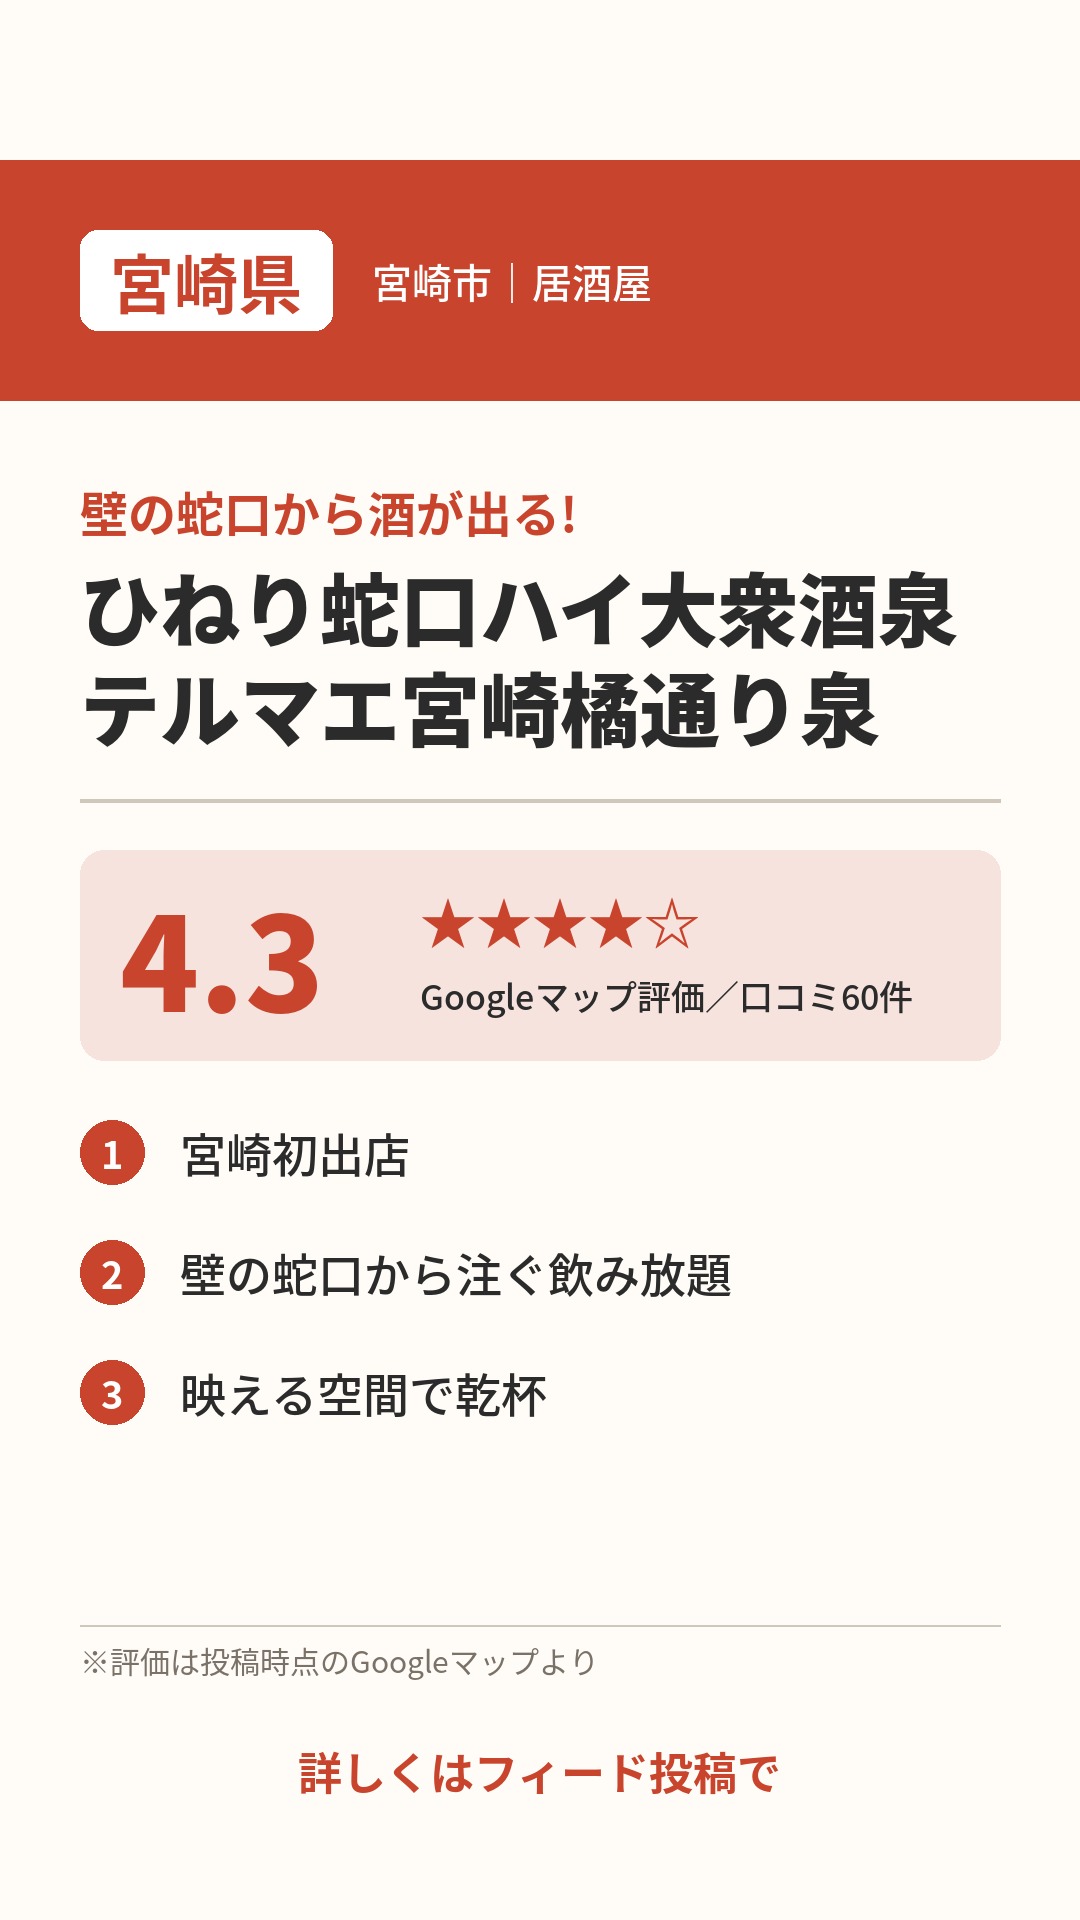 宮崎県
宮崎市｜居酒屋
壁の蛇口から酒が出る!
ひねり蛇口ハイ大衆酒泉
テルマエ宮崎橘通り泉
4.3
★★★★☆
Googleマップ評価／口コミ60件
1 宮崎初出店
2 壁の蛇口から注ぐ飲み放題
3 映える空間で乾杯
※評価は投稿時点のGoogleマップより
詳しくはフィード投稿で